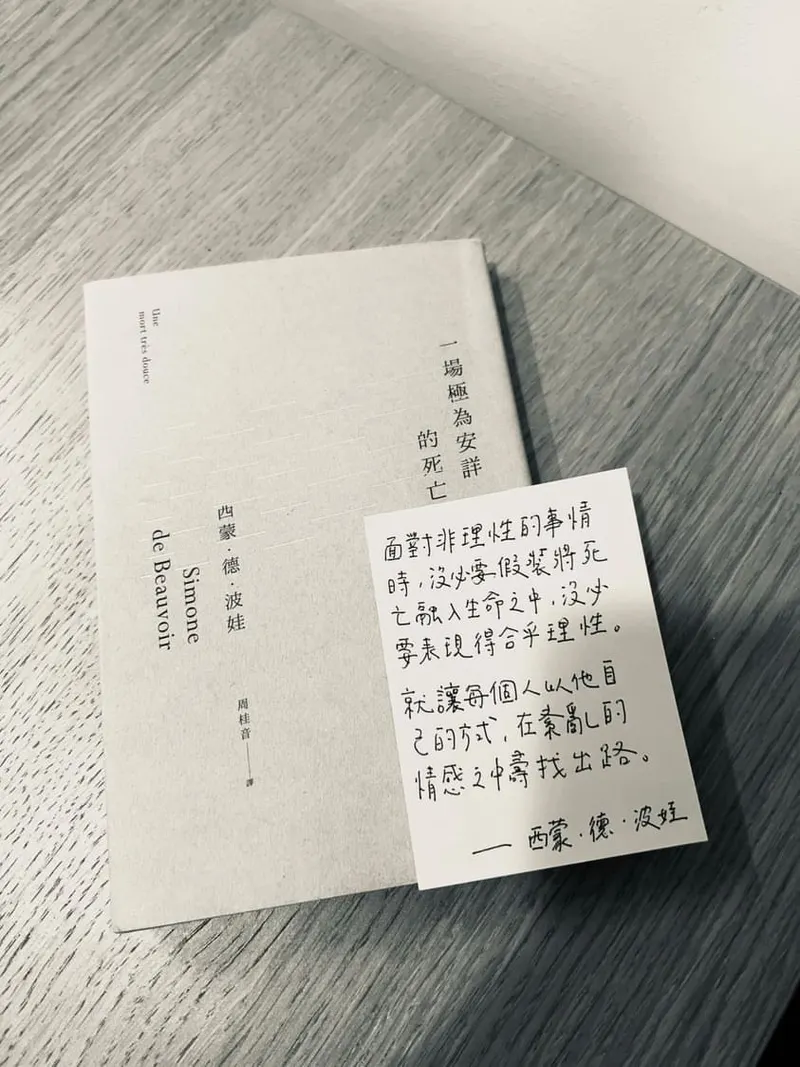 Une
mort très douce
一場極為安詳
的死亡
西蒙·德·波娃
Simone
de Beauvoir
周桂音——譯
面對非理性的事情
時，沒必要假裝將死
亡融入生命之中，沒必
要表現得合乎理性。
就讓每個人以他自
己的方式，在紊亂的
情感之中尋找出路。
— 西蒙·德·波娃